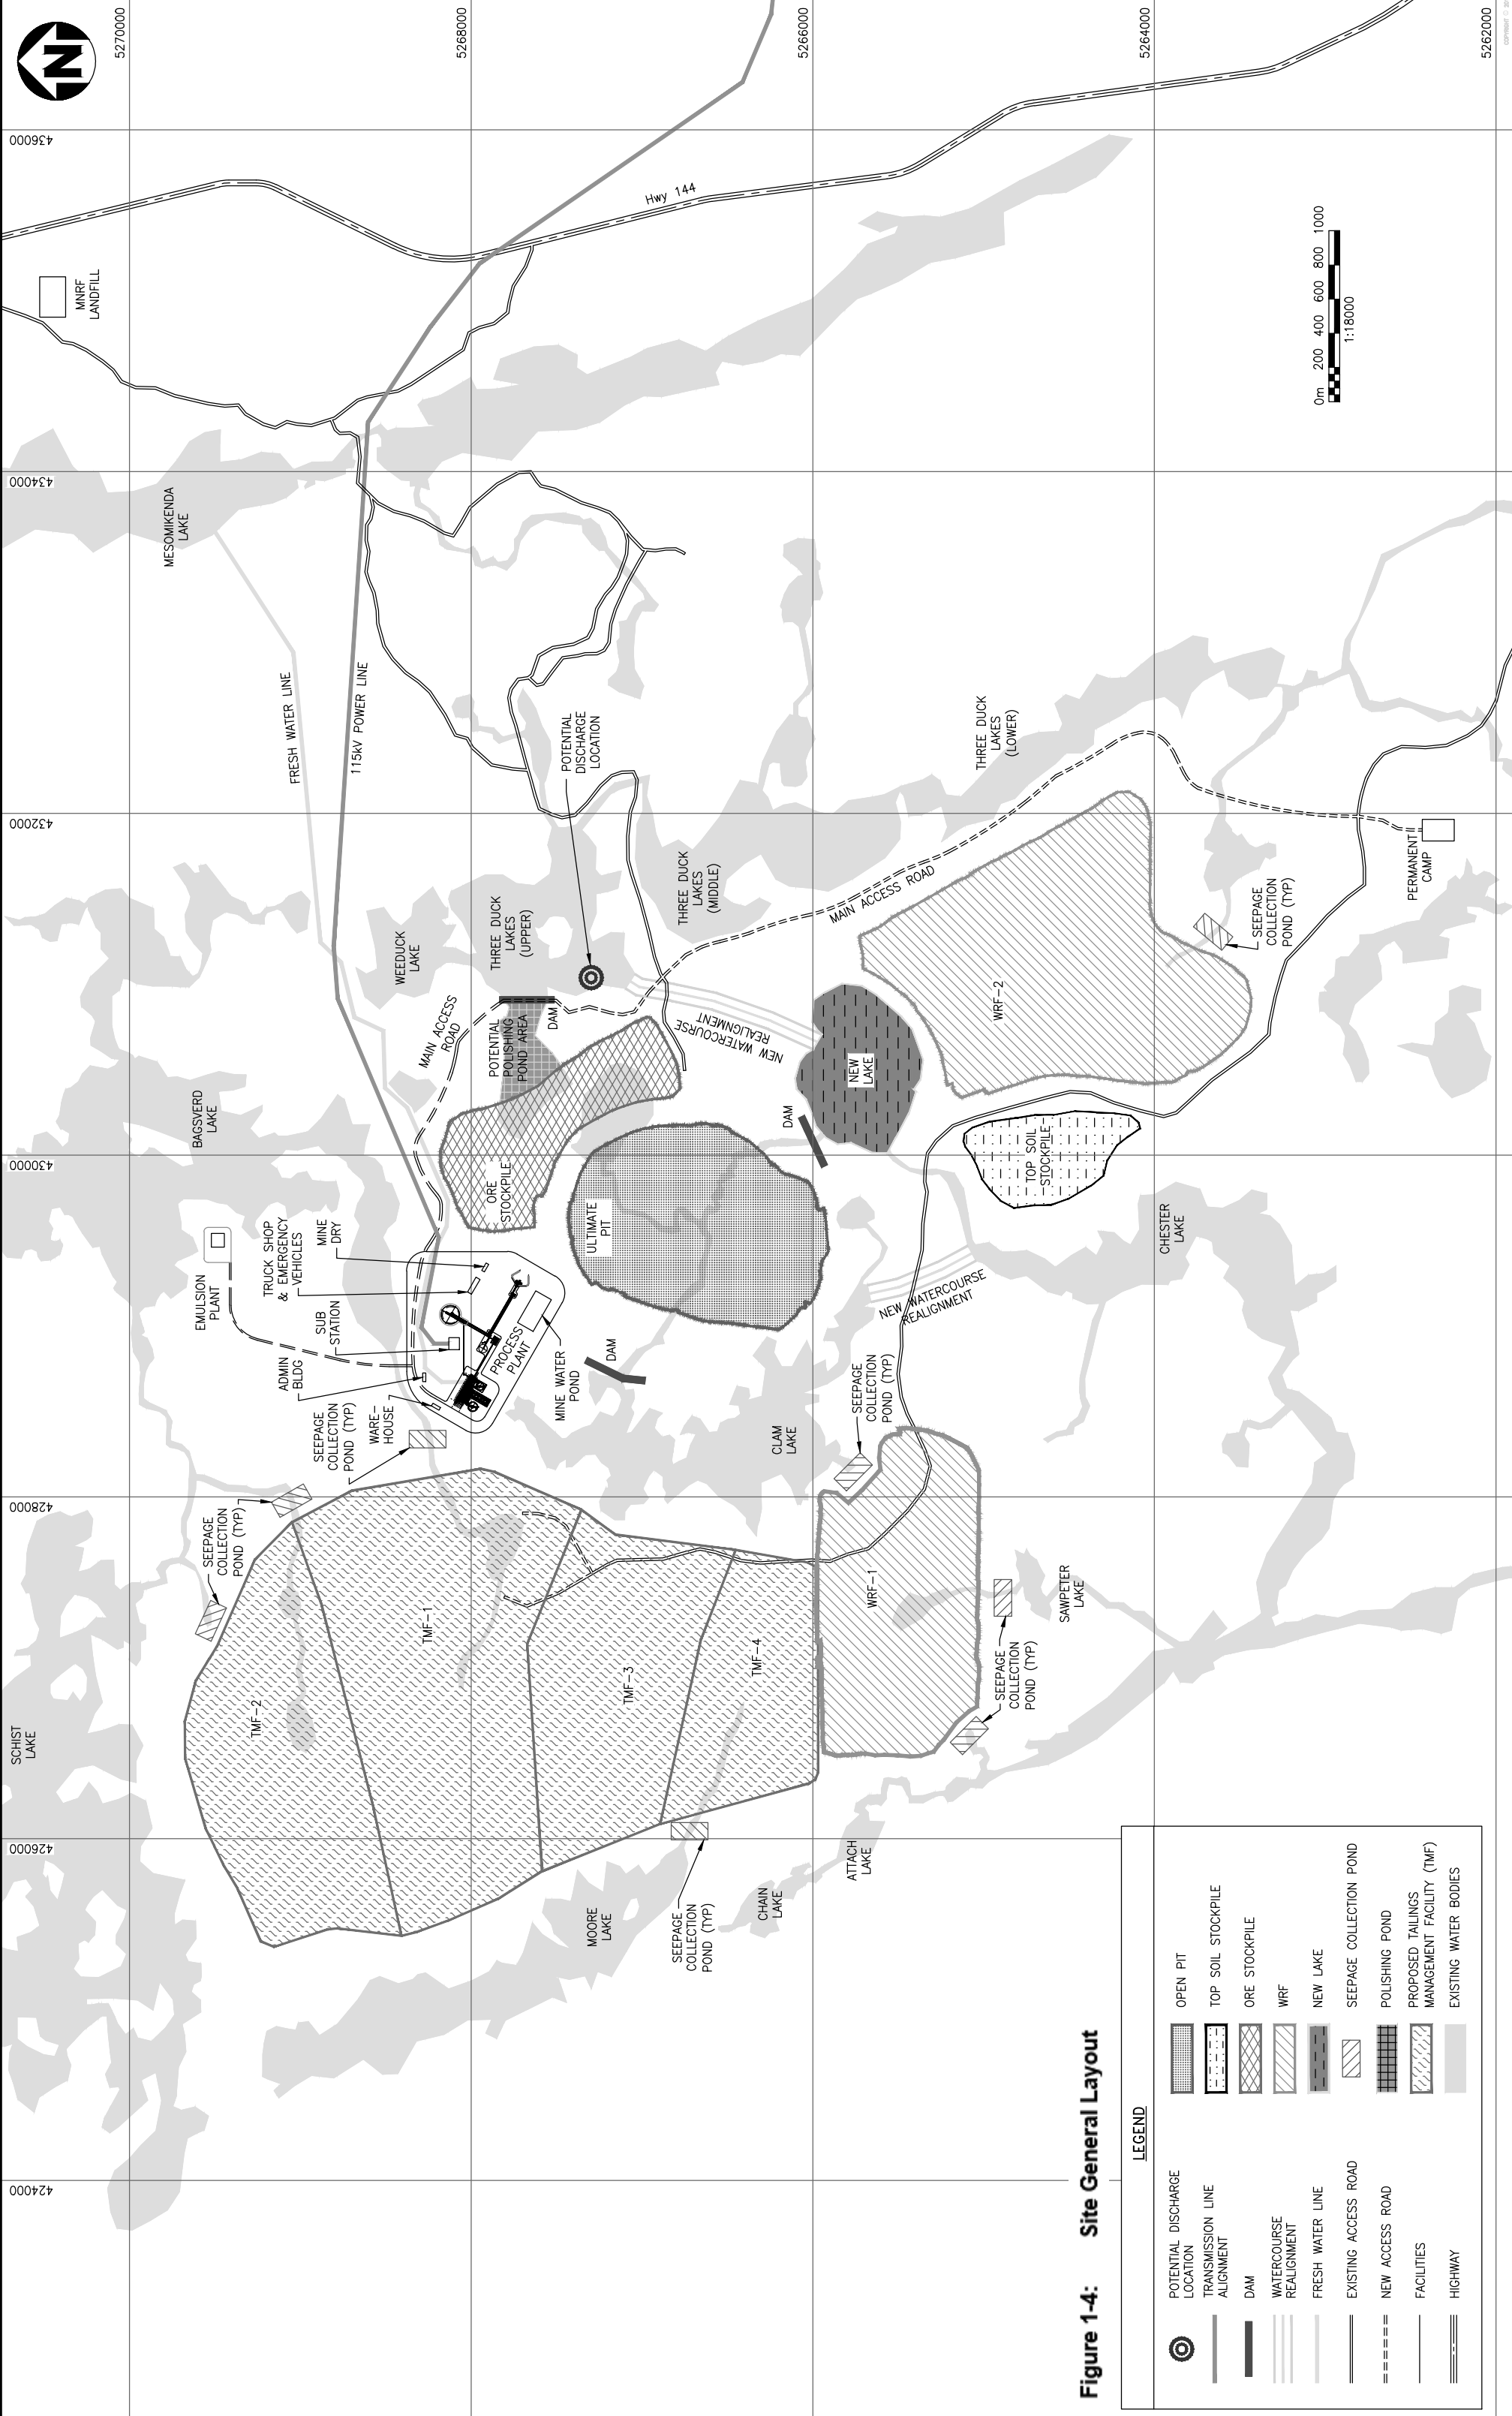 N
5270000
5268000
5266000
5264000
5262000
436000
434000
432000
430000
428000
426000
424000
MNRF
LANDFILL
Hwy 144
0m 200 400 600 800 1000
1:18000
MESOMIKENDA
LAKE
FRESH WATER LINE
115kV POWER LINE
POTENTIAL
DISCHARGE
LOCATION
THREE DUCK
LAKES
(LOWER)
THREE DUCK
LAKES
(MIDDLE)
THREE DUCK
LAKES
(UPPER)
WEEDUCK
LAKE
BAGSVERD
LAKE
MAIN ACCESS
ROAD
MAIN ACCESS ROAD
POTENTIAL
POLISHING
POND AREA
DAM
NEW WATERCOURSE
REALIGNMENT
NEW
LAKE
DAM
WRF-2
SEEPAGE
COLLECTION
POND (TYP)
PERMANENT
CAMP
TOP SOIL
STOCKPILE
CHESTER
LAKE
ORE
STOCKPILE
ULTIMATE
PIT
EMULSION
PLANT
TRUCK SHOP
& EMERGENCY
VEHICLES
MINE
DRY
SUB
STATION
ADMIN
BLDG
WARE-
HOUSE
PROCESS
PLANT
MINE WATER
POND
DAM
NEW WATERCOURSE
REALIGNMENT
SEEPAGE
COLLECTION
POND (TYP)
SEEPAGE
COLLECTION
POND (TYP)
SEEPAGE
COLLECTION
POND (TYP)
CLAM
LAKE
SCHIST
LAKE
TMF-2
TMF-1
TMF-3
TMF-4
WRF-1
SAWPETER
LAKE
SEEPAGE
COLLECTION
POND (TYP)
MOORE
LAKE
SEEPAGE
COLLECTION
POND (TYP)
CHAIN
LAKE
ATTACH
LAKE
Figure 1-4: Site General Layout
LEGEND
POTENTIAL DISCHARGE
LOCATION
TRANSMISSION LINE
ALIGNMENT
DAM
WATERCOURSE
REALIGNMENT
FRESH WATER LINE
EXISTING ACCESS ROAD
NEW ACCESS ROAD
FACILITIES
HIGHWAY
OPEN PIT
TOP SOIL STOCKPILE
ORE STOCKPILE
WRF
NEW LAKE
SEEPAGE COLLECTION POND
POLISHING POND
PROPOSED TAILINGS
MANAGEMENT FACILITY (TMF)
EXISTING WATER BODIES